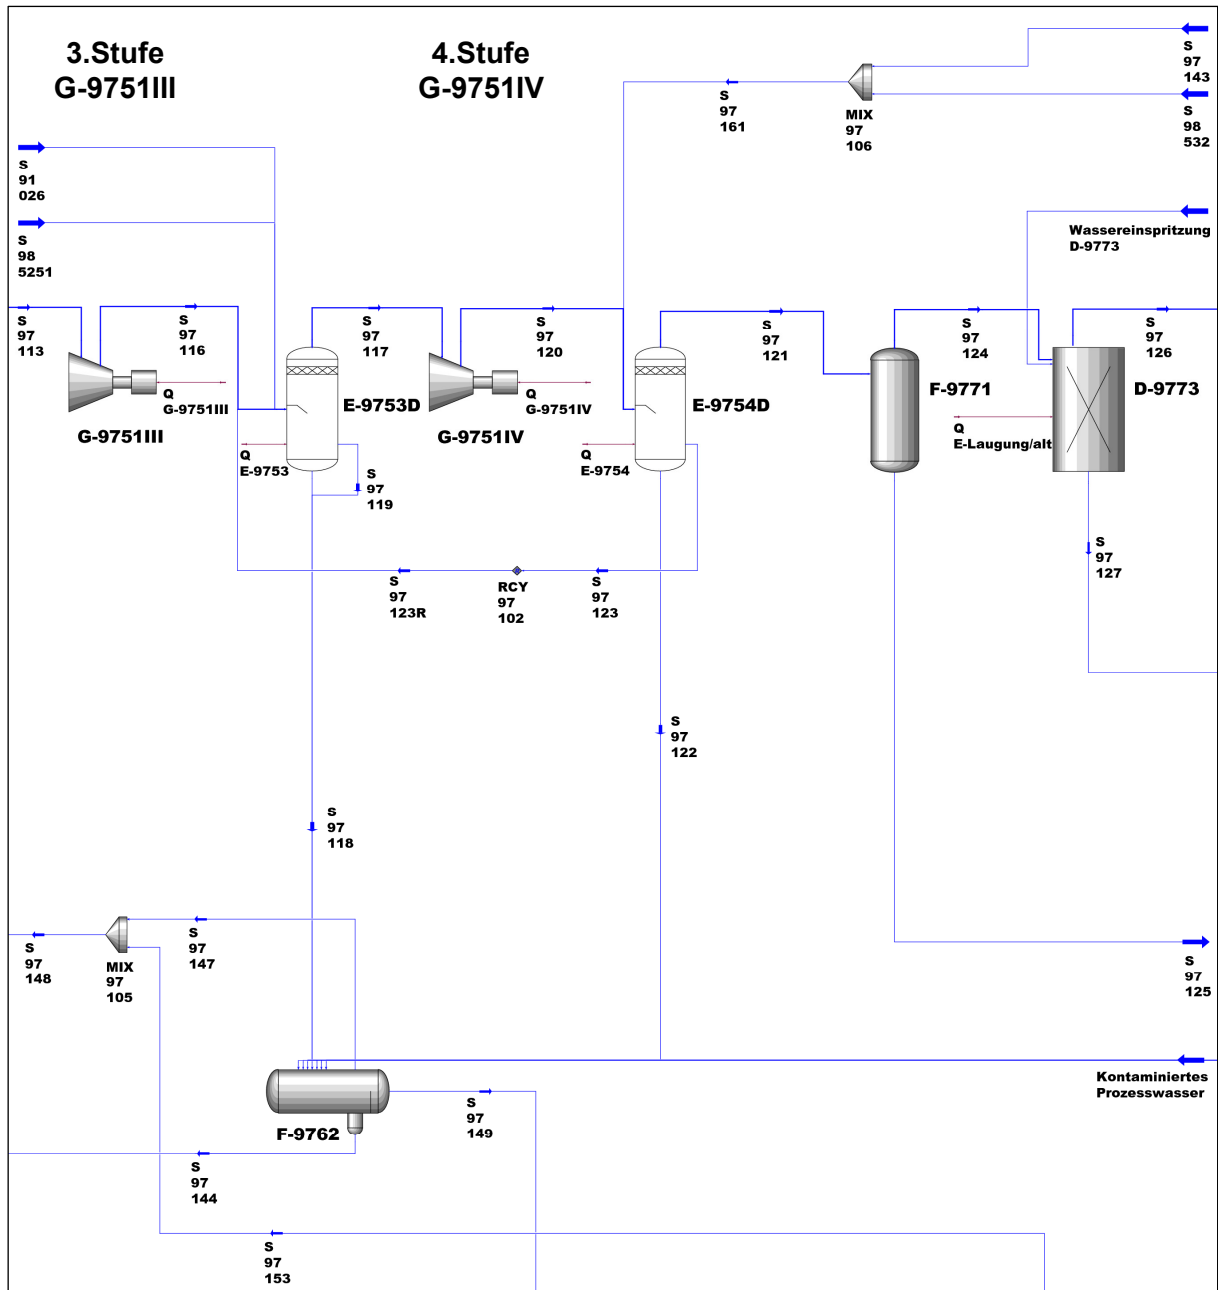 3.Stufe
G-9751III
4.Stufe
G-9751IV
S
97
143
S
98
532
MIX
97
106
S
97
161
S
91
026
S
98
5251
Wassereinspritzung
D-9773
S
97
113
S
97
116
S
97
117
S
97
120
S
97
121
S
97
124
S
97
126
Q
G-9751III
G-9751III
E-9753D
Q
E-9753
Q
G-9751IV
G-9751IV
E-9754D
Q
E-9754
F-9771
D-9773
Q
E-Laugung/alt
S
97
119
S
97
123R
RCY
97
102
S
97
123
S
97
127
S
97
122
S
97
118
S
97
148
MIX
97
105
S
97
147
S
97
125
Kontaminiertes
Prozesswasser
F-9762
S
97
149
S
97
144
S
97
153